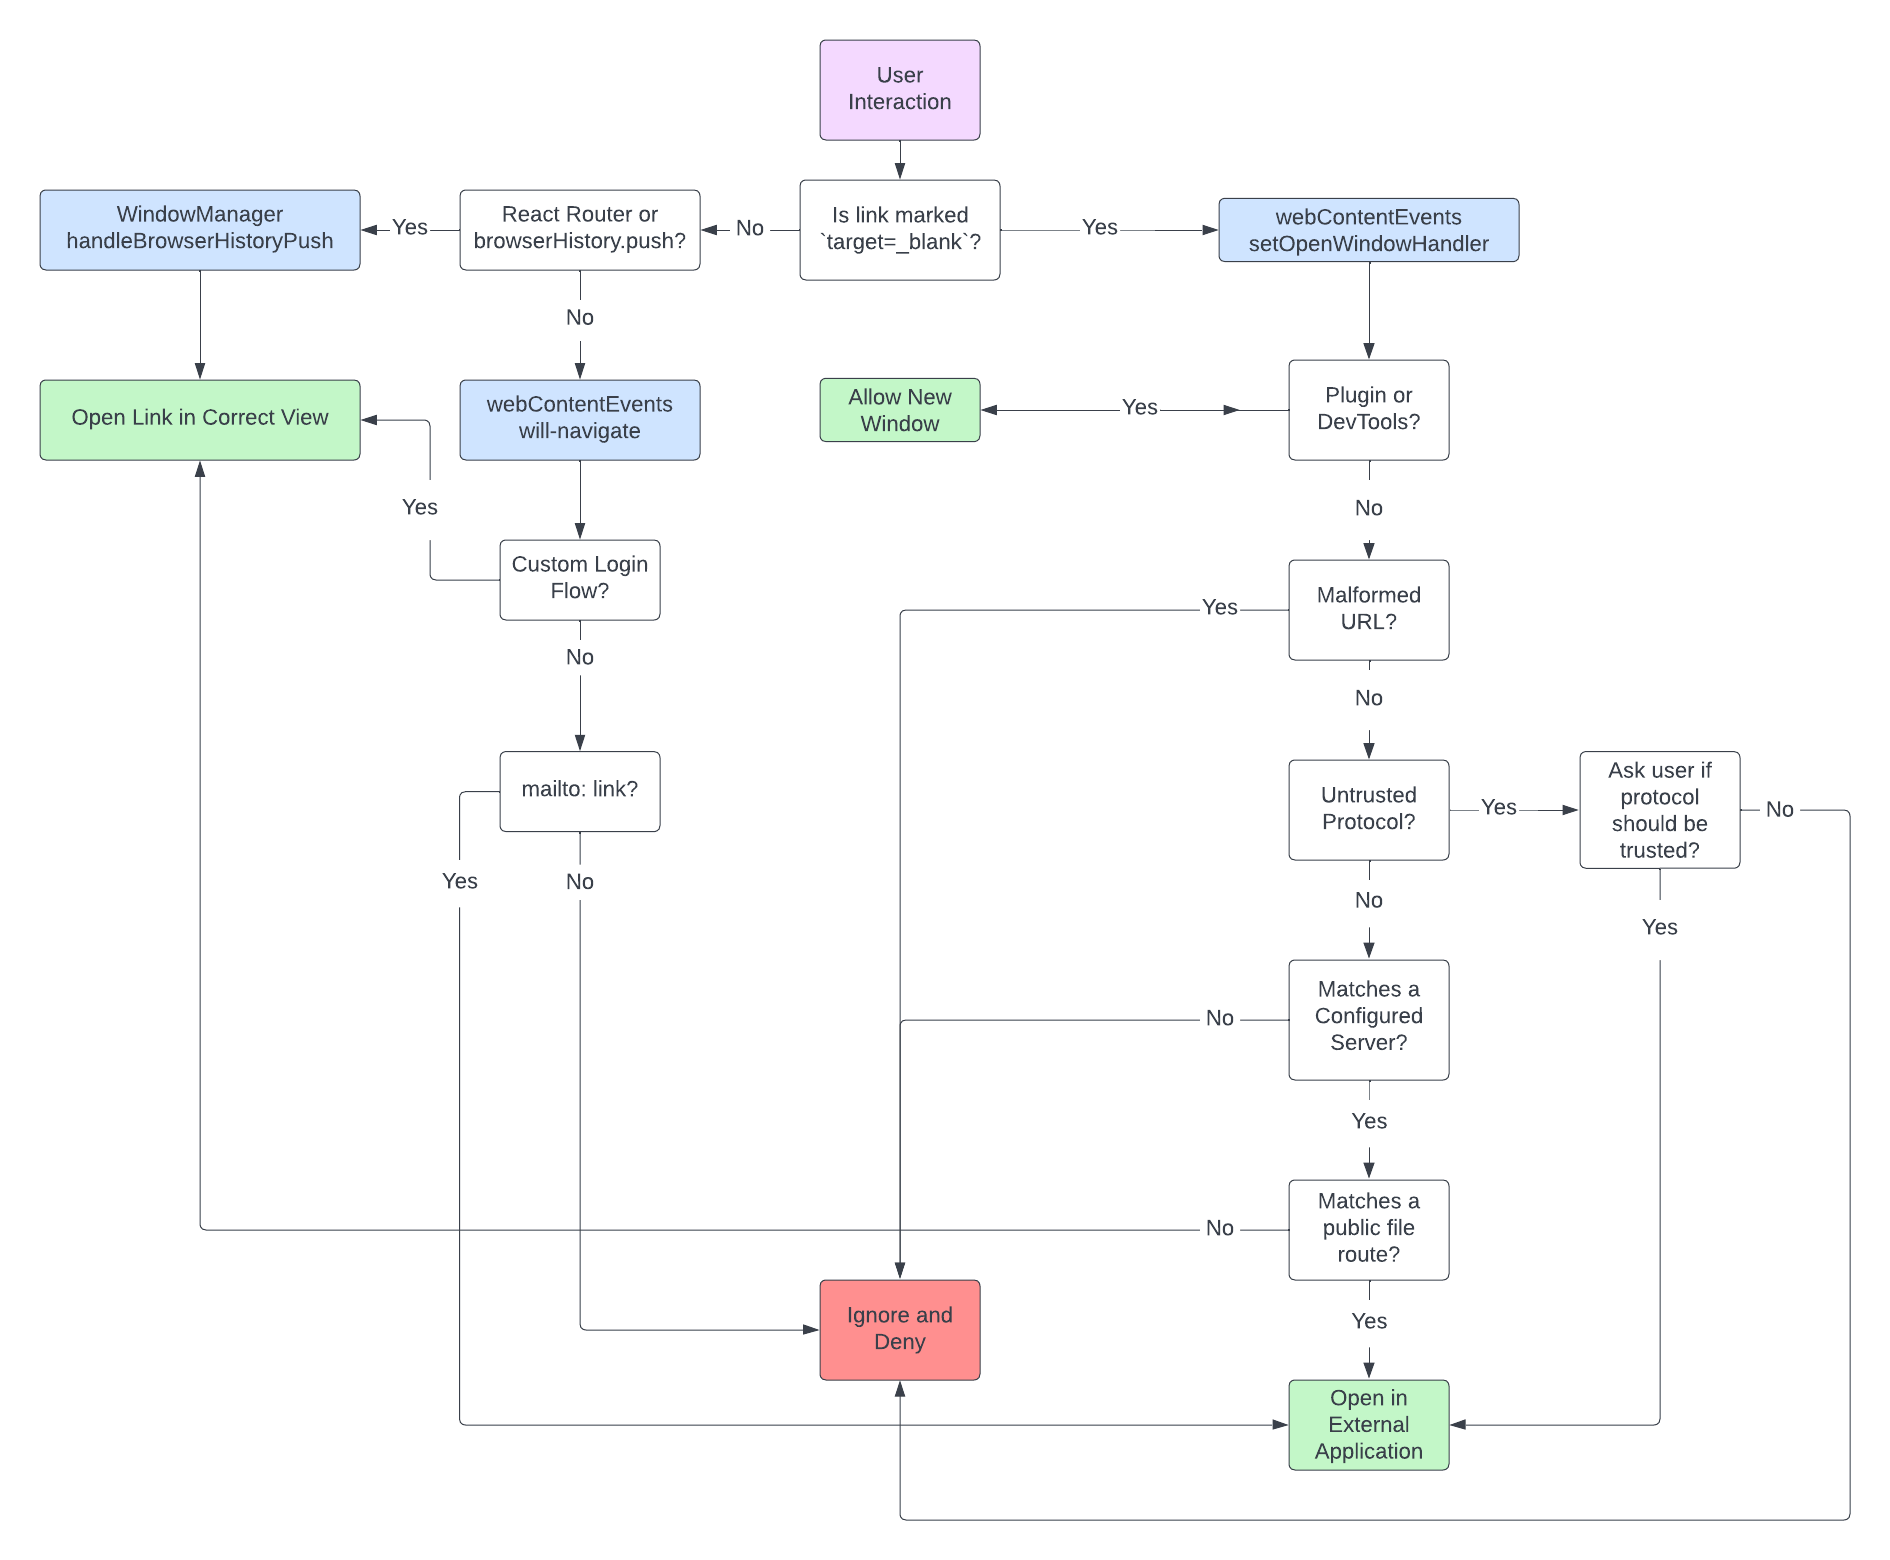 User
Interaction
WindowManager
handleBrowserHistoryPush
Yes
React Router or
browserHistory.push?
No
Is link marked
`target=_blank`?
Yes
webContentEvents
setOpenWindowHandler
No
Open Link in Correct View
webContentEvents
will-navigate
Allow New
Window
Yes
Plugin or
DevTools?
Yes
No
Custom Login
Flow?
Yes
Malformed
URL?
No
No
mailto: link?
Untrusted
Protocol?
Yes
Ask user if
protocol
should be
trusted?
No
Yes
No
No
Yes
No
Matches a
Configured
Server?
Yes
No
Matches a
public file
route?
Ignore and
Deny
Yes
Open in
External
Application